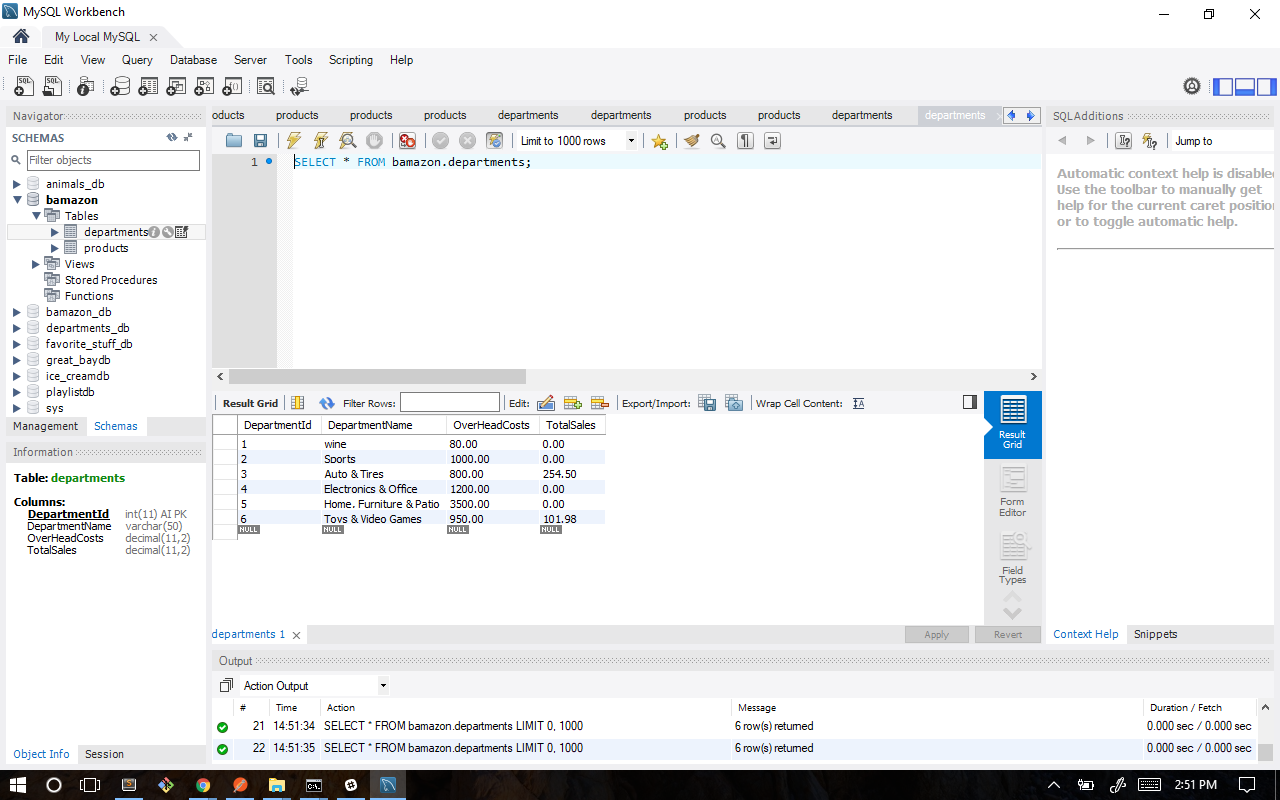 MySQL Workbench
My Local MySQL
File Edit View Query Database Server Tools Scripting Help
Navigator
SCHEMAS
Filter objects
animals_db
bamazon
Tables
departments
products
Views
Stored Procedures
Functions
bamazon_db
departments_db
favorite_stuff_db
great_baydb
ice_creamdb
playlistdb
sys
Management Schemas
Information
Table: departments
Columns:
DepartmentId int(11) AI PK
DepartmentName varchar(50)
OverHeadCosts decimal(11,2)
TotalSales decimal(11,2)
Object Info Session
oducts products products products departments departments products products departments departments
Limit to 1000 rows
1 SELECT * FROM bamazon.departments;
Result Grid Filter Rows: Edit: Export/Import: Wrap Cell Content:
DepartmentId DepartmentName OverHeadCosts TotalSales
1 wine 80.00 0.00
2 Sports 1000.00 0.00
3 Auto & Tires 800.00 254.50
4 Electronics & Office 1200.00 0.00
5 Home. Furniture & Patio 3500.00 0.00
6 Toys & Video Games 950.00 101.98
NULL NULL NULL NULL
Result
Grid
Form
Editor
Field
Types
departments 1
Apply Revert
SQLAdditions
Jump to
Automatic context help is disable
Use the toolbar to manually get
help for the current caret position
or to toggle automatic help.
Context Help Snippets
Output
Action Output
# Time Action Message Duration / Fetch
21 14:51:34 SELECT * FROM bamazon.departments LIMIT 0, 1000 6 row(s) returned 0.000 sec / 0.000 sec
22 14:51:35 SELECT * FROM bamazon.departments LIMIT 0, 1000 6 row(s) returned 0.000 sec / 0.000 sec
2:51 PM